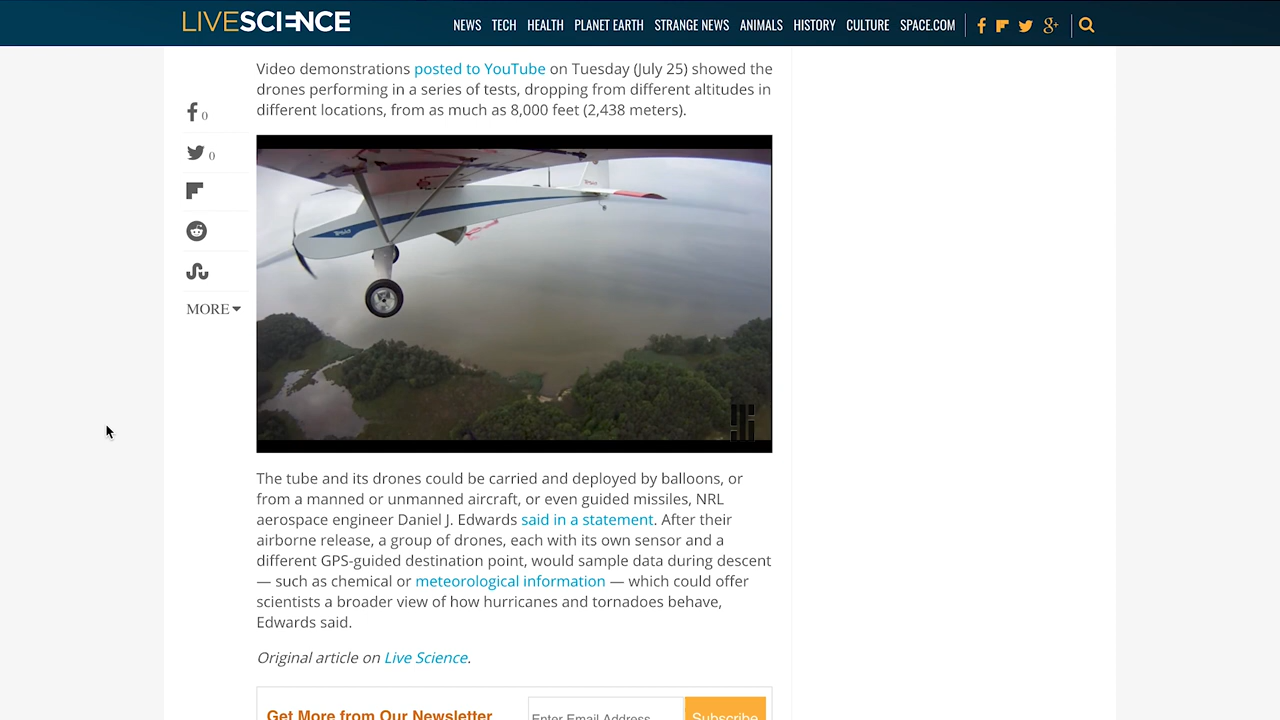 LIVESCIENCE
NEWS TECH HEALTH PLANET EARTH STRANGE NEWS ANIMALS HISTORY CULTURE SPACE.COM
Video demonstrations posted to YouTube on Tuesday (July 25) showed the
drones performing in a series of tests, dropping from different altitudes in
different locations, from as much as 8,000 feet (2,438 meters).
0
0
MORE
The tube and its drones could be carried and deployed by balloons, or
from a manned or unmanned aircraft, or even guided missiles, NRL
aerospace engineer Daniel J. Edwards said in a statement. After their
airborne release, a group of drones, each with its own sensor and a
different GPS-guided destination point, would sample data during descent
— such as chemical or meteorological information — which could offer
scientists a broader view of how hurricanes and tornadoes behave,
Edwards said.
Original article on Live Science.
Get More from Our Newsletter
Enter Email Address...
Subscribe